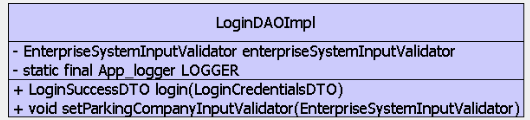 LoginDAOImpl
- EnterpriseSystemInputValidator enterpriseSystemInputValidator
- static final App_logger LOGGER
+ LoginSuccessDTO login(LoginCredentialsDTO)
+ void setParkingCompanyInputValidator(EnterpriseSystemInputValidator)